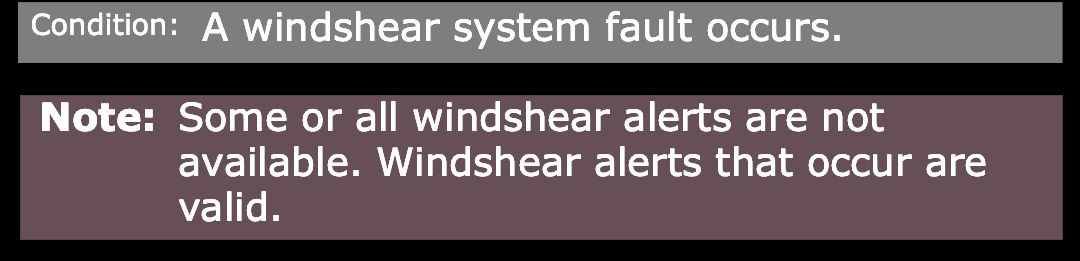 Condition: A windshear system fault occurs.
Note: Some or all windshear alerts are not
available. Windshear alerts that occur are
valid.